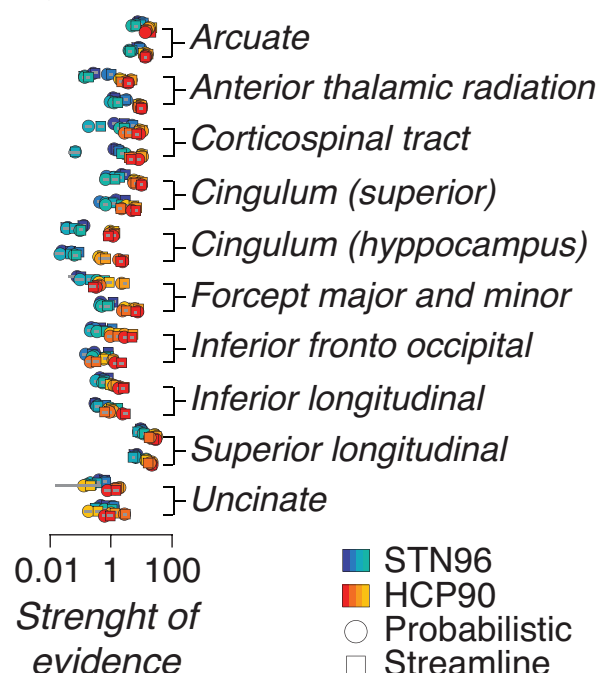 Arcuate
Anterior thalamic radiation
Corticospinal tract
Cingulum (superior)
Cingulum (hyppocampus)
Forcept major and minor
Inferior fronto occipital
Inferior longitudinal
Superior longitudinal
Uncinate
0.01 1 100
Strenght of
evidence
STN96
HCP90
Probabilistic
Streamline